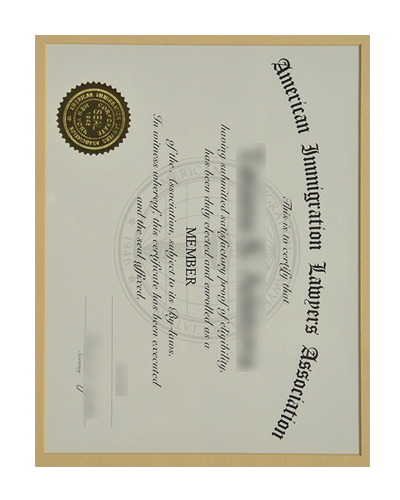 American Immigration Lawyers Association
This is to certify that
having submitted satisfactory proof of eligibility,
has been duly elected and enrolled as a
MEMBER
of the Association, subject to its By-laws.
In witness whereof, this certificate has been executed
and the seal affixed.